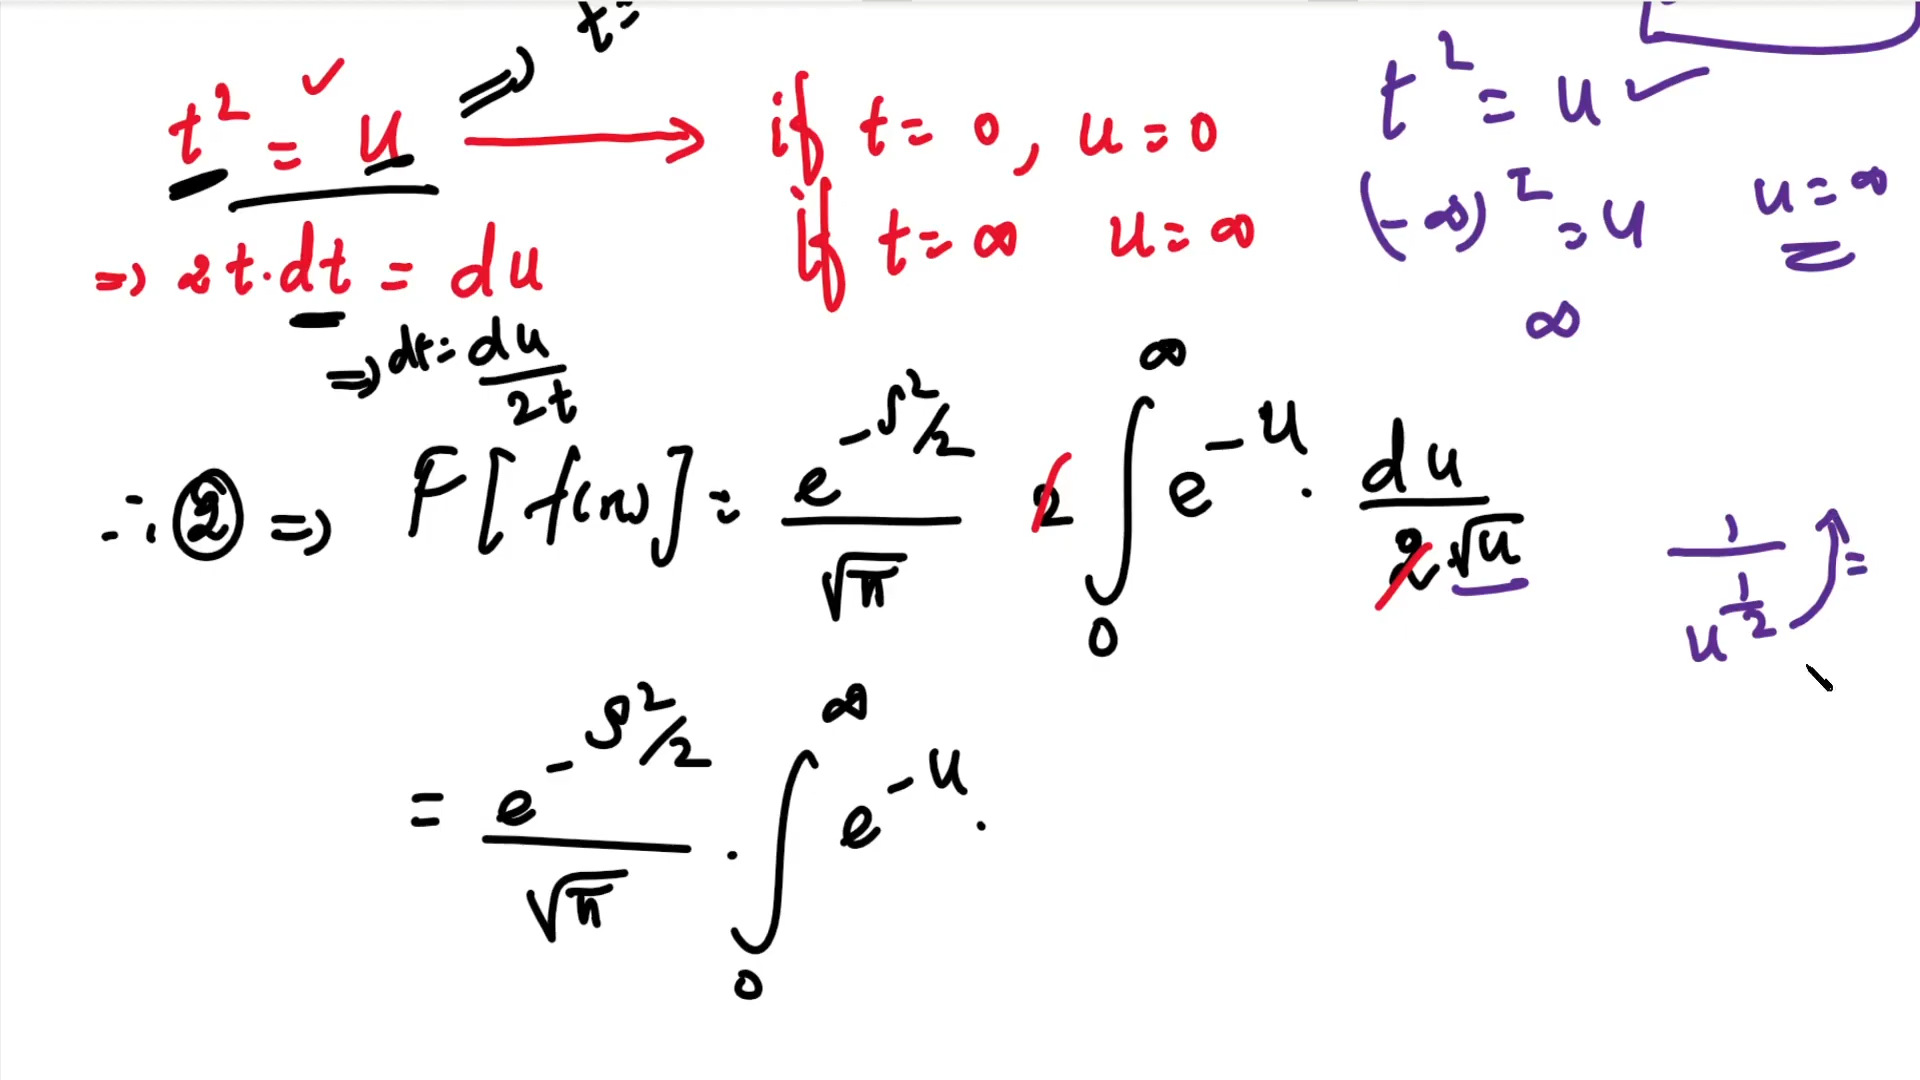 t =
t² = u ✓ ⇒ ⟶ if t = 0, u = 0
if t = ∞ u = ∞
⇒ 2t·dt = du
⇒ dt = du/2t
t² = u ✓
(-∞)² = u u = ∞
∞
∴ ② ⇒ F[f(x)] = e^(-s²/2)/√π 2 ∫₀^∞ e^(-u) · du/(2·√u)
1/u^(1/2) =
= e^(-s²/2)/√π · ∫₀^∞ e^(-u) ·